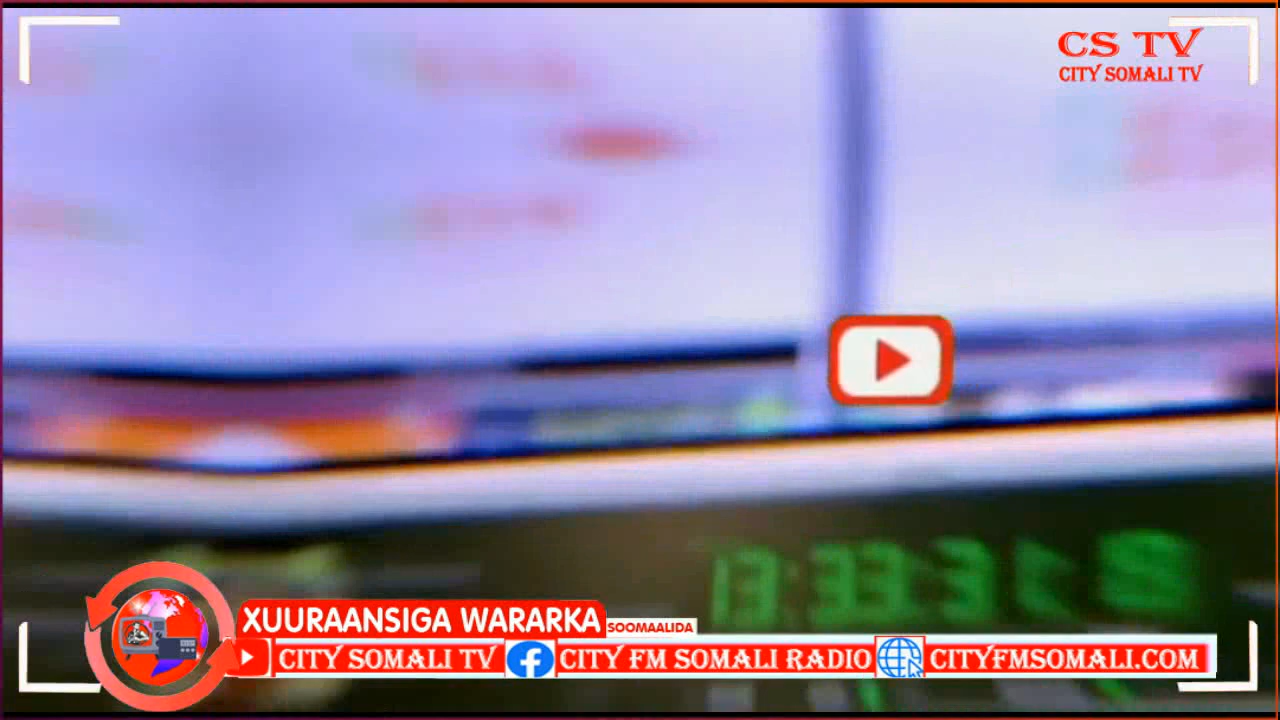 CS TV
CITY SOMALI TV
XUURAANSIGA WARARKA
SOOMAALIDA
CITY SOMALI TV
CITY FM SOMALI RADIO
CITYFMSOMALI.COM